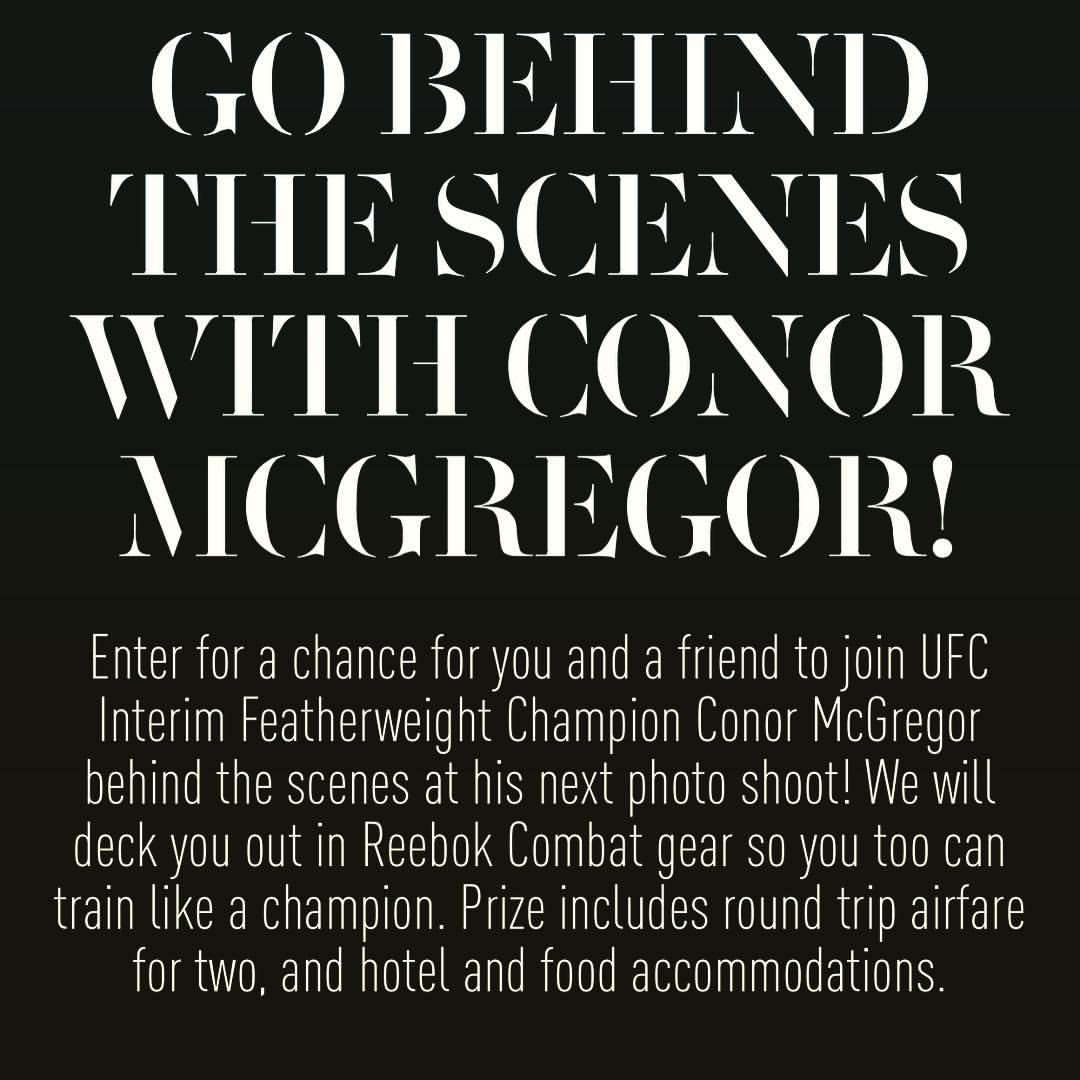 GO BEHIND
THE SCENES
WITH CONOR
MCGREGOR!
Enter for a chance for you and a friend to join UFC
Interim Featherweight Champion Conor McGregor
behind the scenes at his next photo shoot! We will
deck you out in Reebok Combat gear so you too can
train like a champion. Prize includes round trip airfare
for two, and hotel and food accommodations.